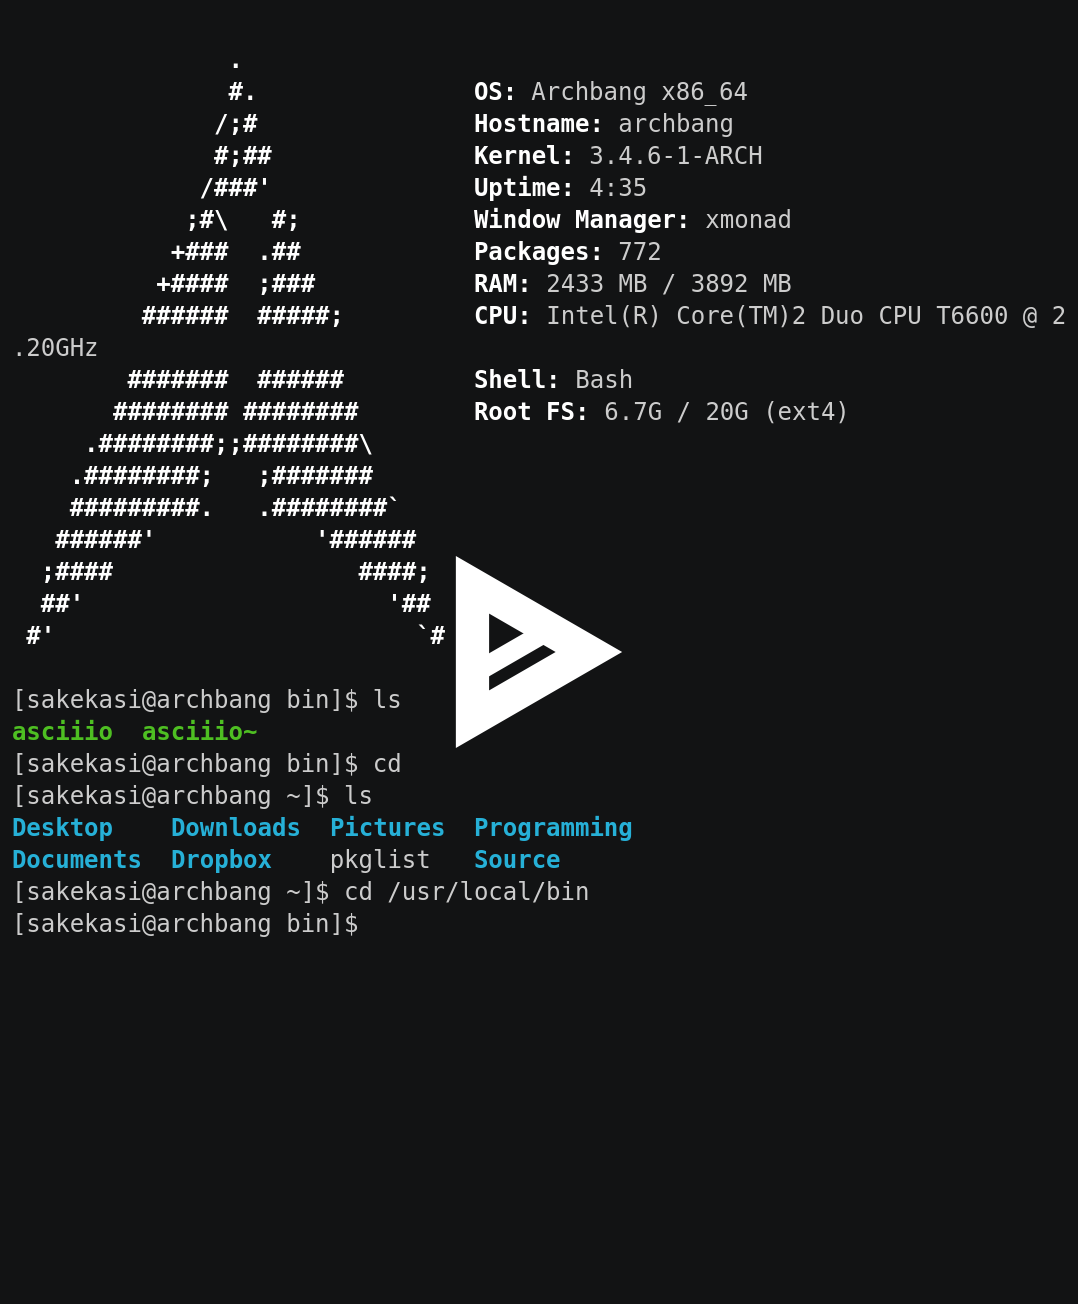 .
               #.               OS: Archbang x86_64
              /;#               Hostname: archbang
              #;##              Kernel: 3.4.6-1-ARCH
             /###'              Uptime: 4:35
            ;#\   #;            Window Manager: xmonad
           +###  .##            Packages: 772
          +####  ;###           RAM: 2433 MB / 3892 MB
         ######  #####;         CPU: Intel(R) Core(TM)2 Duo CPU T6600 @ 2
.20GHz
        #######  ######         Shell: Bash
       ######## ########        Root FS: 6.7G / 20G (ext4)
     .########;;########\
    .########;   ;#######
    #########.   .########`
   ######'           '######
  ;####                 ####;
  ##'                     '##
 #'                         `#

[sakekasi@archbang bin]$ ls
asciiio  asciiio~
[sakekasi@archbang bin]$ cd
[sakekasi@archbang ~]$ ls
Desktop    Downloads  Pictures  Programming
Documents  Dropbox    pkglist   Source
[sakekasi@archbang ~]$ cd /usr/local/bin
[sakekasi@archbang bin]$